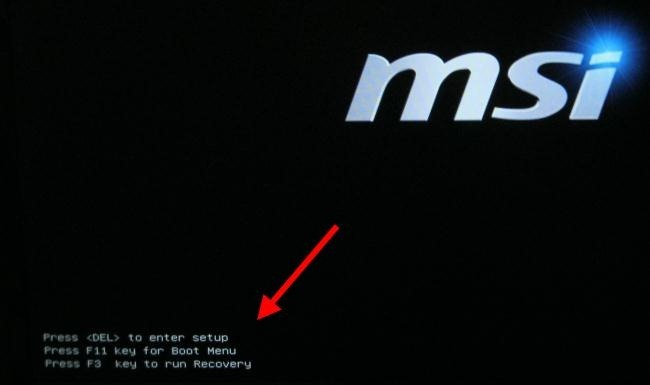 msi
Press <DEL> to enter setup
Press F11 key for Boot Menu
Press F3 key to run Recovery